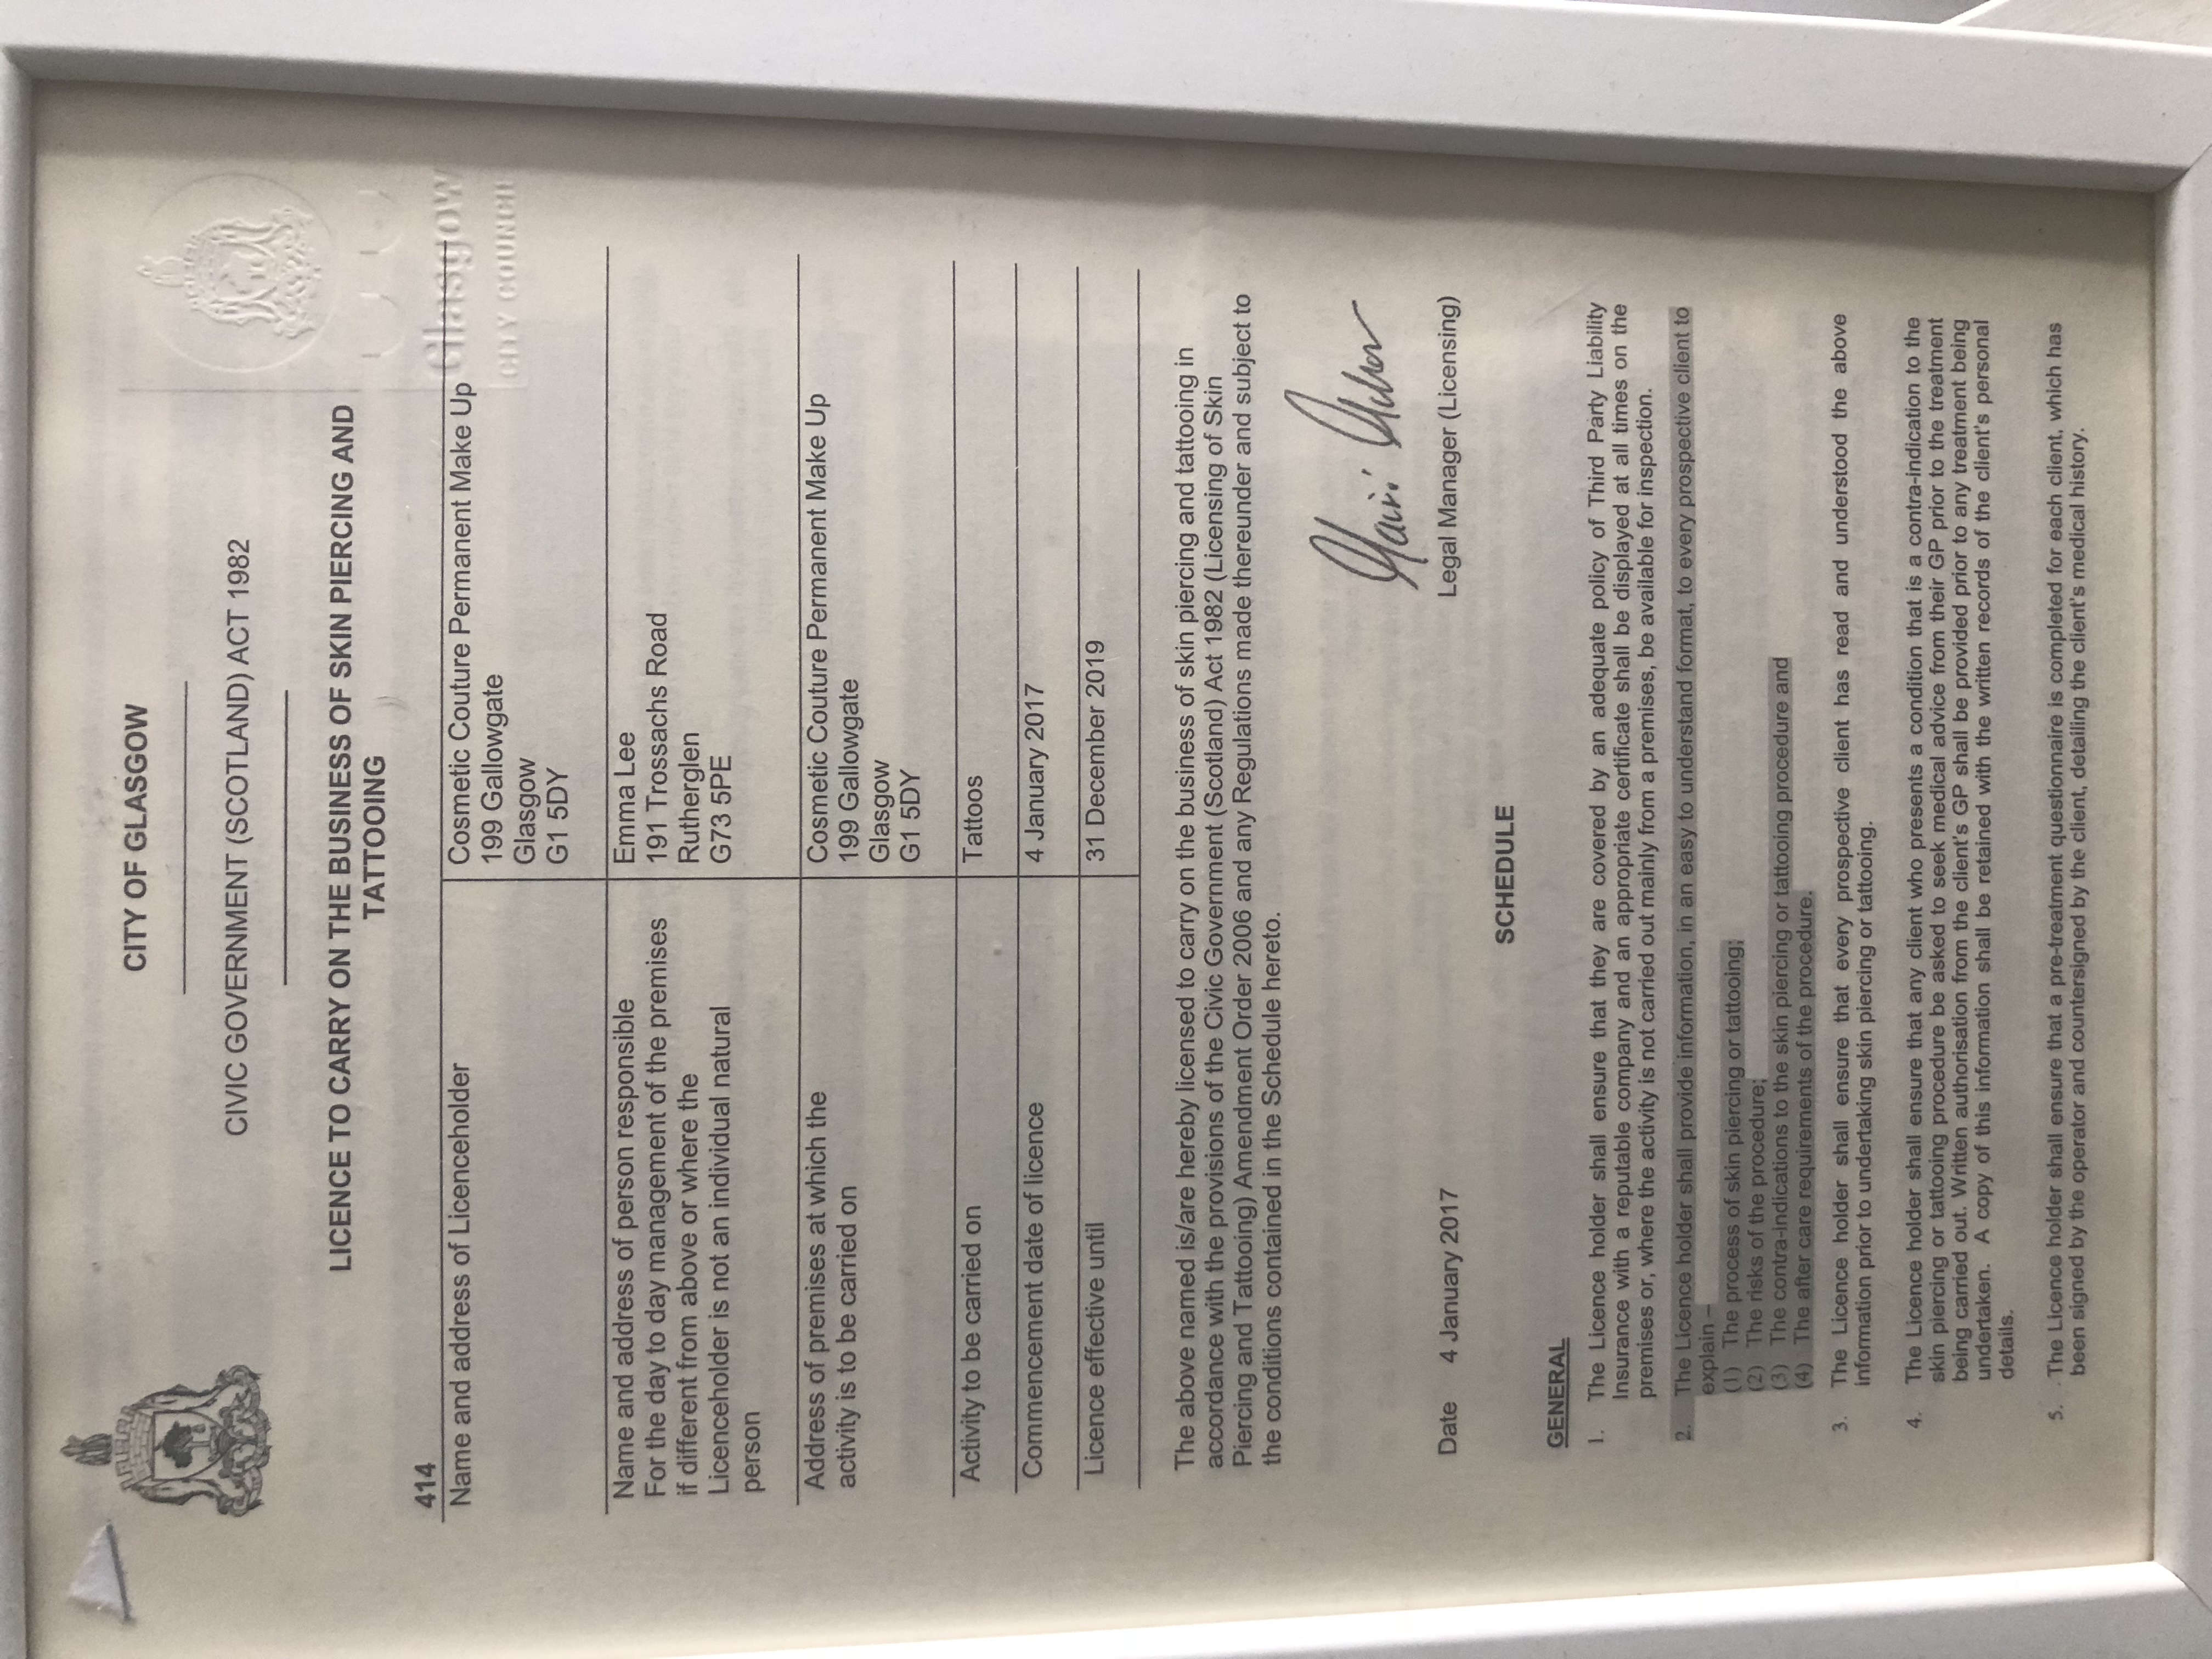 CITY OF GLASGOW
CIVIC GOVERNMENT (SCOTLAND) ACT 1982
LICENCE TO CARRY ON THE BUSINESS OF SKIN PIERCING AND
TATTOOING
414
Name and address of Licenceholder
Cosmetic Couture Permanent Make Up
199 Gallowgate
Glasgow
G1 5DY
Glasgow
CITY COUNCIL
Name and address of person responsible
For the day to day management of the premises
if different from above or where the
Licenceholder is not an individual natural
person
Emma Lee
191 Trossachs Road
Rutherglen
G73 5PE
Address of premises at which the
activity is to be carried on
Cosmetic Couture Permanent Make Up
199 Gallowgate
Glasgow
G1 5DY
Activity to be carried on
Tattoos
Commencement date of licence
4 January 2017
Licence effective until
31 December 2019
The above named is/are hereby licensed to carry on the business of skin piercing and tattooing in
accordance with the provisions of the Civic Government (Scotland) Act 1982 (Licensing of Skin
Piercing and Tattooing) Amendment Order 2006 and any Regulations made thereunder and subject to
the conditions contained in the Schedule hereto.
Date 4 January 2017
Legal Manager (Licensing)
SCHEDULE
GENERAL
1. The Licence holder shall ensure that they are covered by an adequate policy of Third Party Liability
Insurance with a reputable company and an appropriate certificate shall be displayed at all times on the
premises or, where the activity is not carried out mainly from a premises, be available for inspection.
2. The Licence holder shall provide information, in an easy to understand format, to every prospective client to
explain –
(1) The process of skin piercing or tattooing;
(2) The risks of the procedure;
(3) The contra-indications to the skin piercing or tattooing procedure and
(4) The after care requirements of the procedure.
3. The Licence holder shall ensure that every prospective client has read and understood the above
information prior to undertaking skin piercing or tattooing.
4. The Licence holder shall ensure that any client who presents a condition that is a contra-indication to the
skin piercing or tattooing procedure be asked to seek medical advice from their GP prior to the treatment
being carried out. Written authorisation from the client's GP shall be provided prior to any treatment being
undertaken. A copy of this information shall be retained with the written records of the client's personal
details.
5. The Licence holder shall ensure that a pre-treatment questionnaire is completed for each client, which has
been signed by the operator and countersigned by the client, detailing the client's medical history.